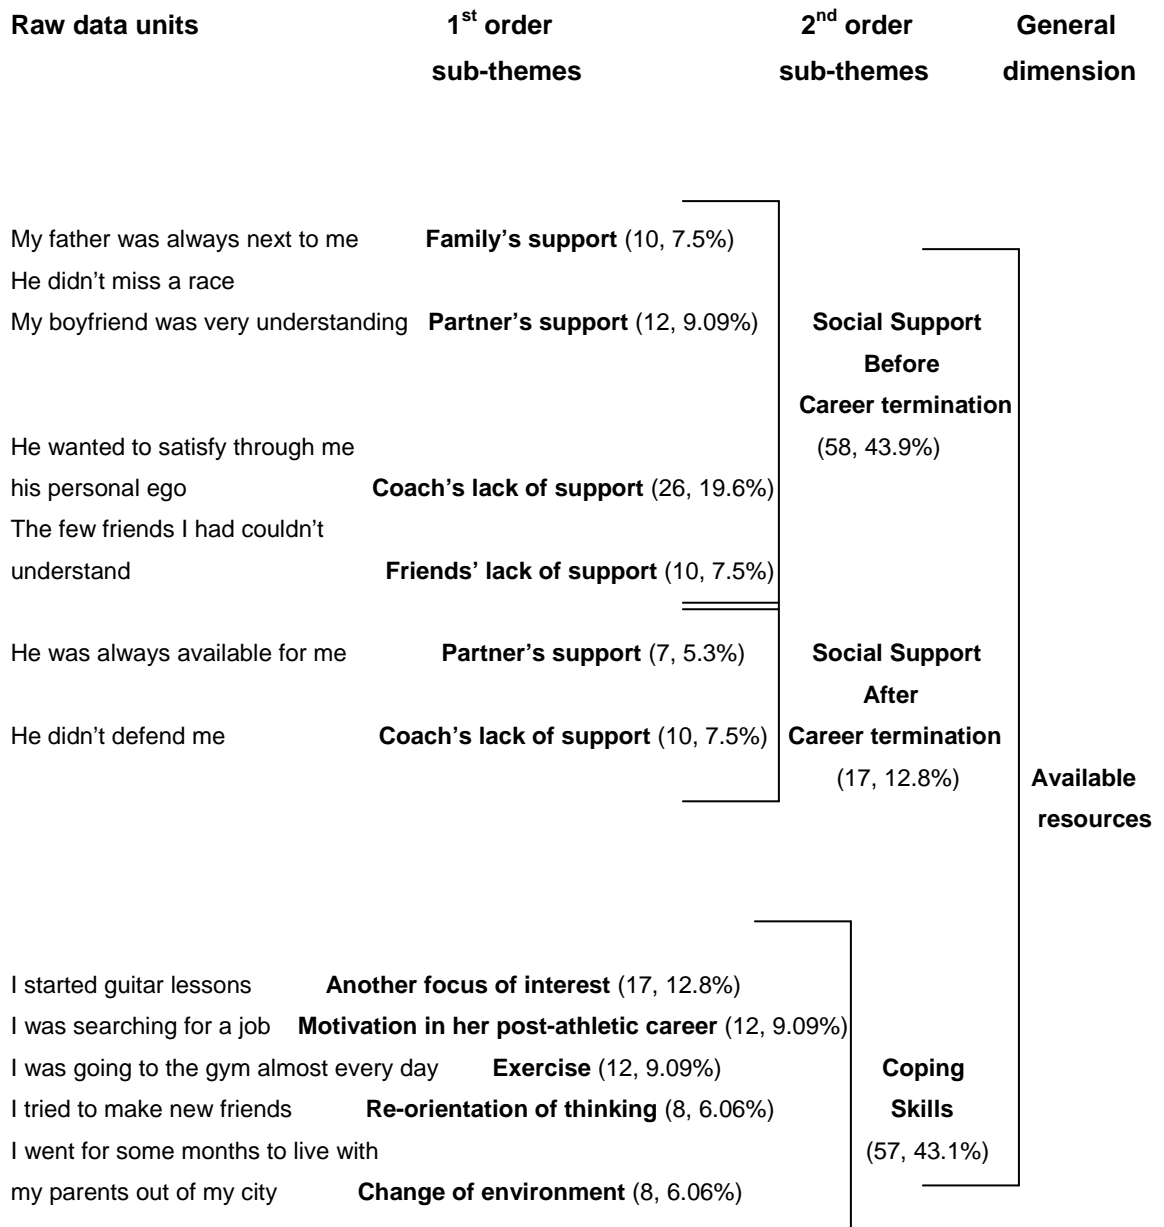 Raw data units 1st order 2nd order General
sub-themes sub-themes dimension
My father was always next to me Family's support (10, 7.5%)
He didn't miss a race
My boyfriend was very understanding Partner's support (12, 9.09%) Social Support
Before
Career termination
He wanted to satisfy through me (58, 43.9%)
his personal ego Coach's lack of support (26, 19.6%)
The few friends I had couldn't
understand Friends' lack of support (10, 7.5%)
He was always available for me Partner's support (7, 5.3%) Social Support
After
He didn't defend me Coach's lack of support (10, 7.5%) Career termination
(17, 12.8%) Available
resources
I started guitar lessons Another focus of interest (17, 12.8%)
I was searching for a job Motivation in her post-athletic career (12, 9.09%)
I was going to the gym almost every day Exercise (12, 9.09%) Coping
I tried to make new friends Re-orientation of thinking (8, 6.06%) Skills
I went for some months to live with (57, 43.1%)
my parents out of my city Change of environment (8, 6.06%)